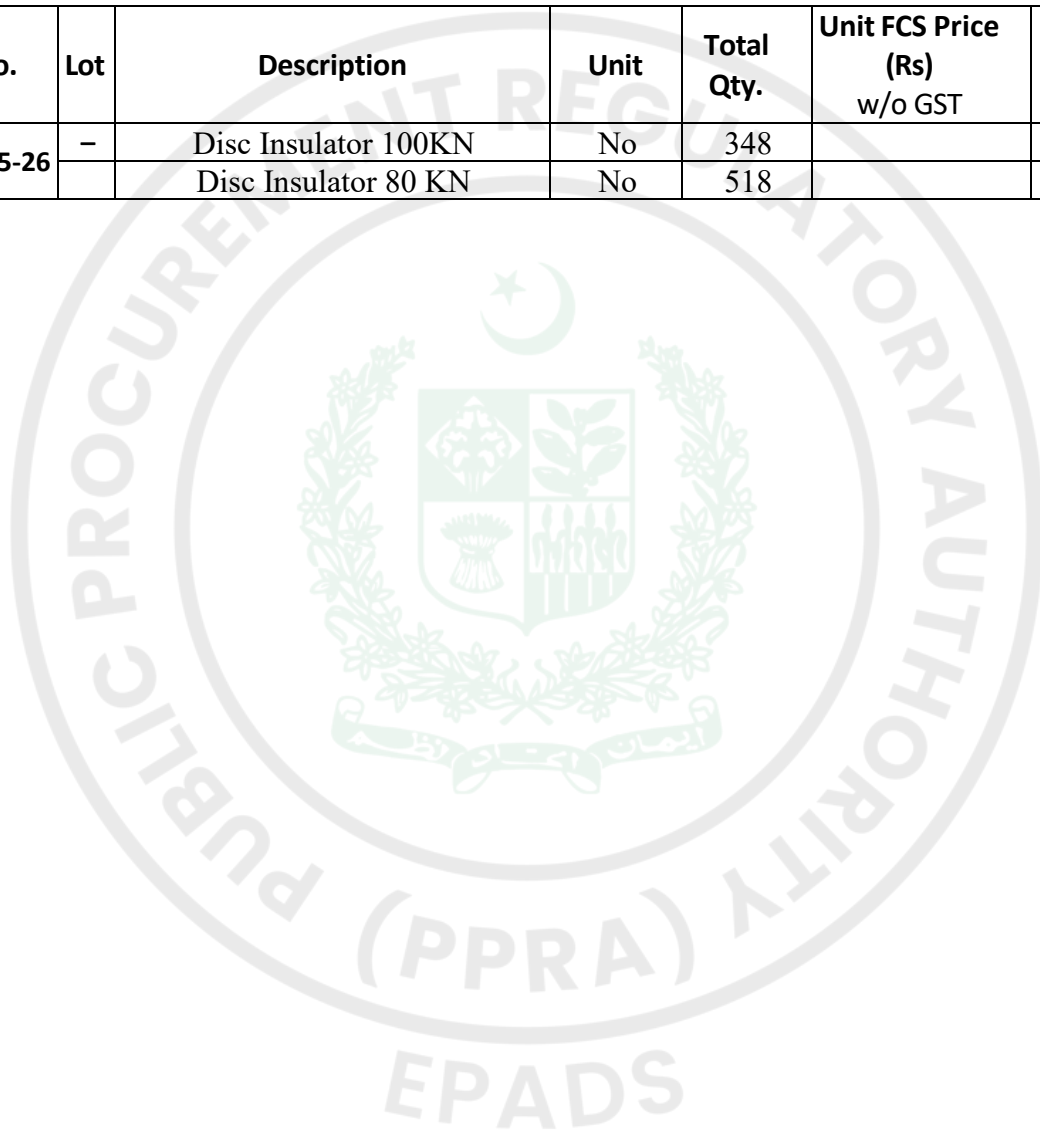 o. Lot Description Unit Total Qty. Unit FCS Price (Rs) w/o GST
5-26 – Disc Insulator 100KN No 348
Disc Insulator 80 KN No 518
PUBLIC PROCUREMENT REGULATORY AUTHORITY
(PPRA)
EPADS